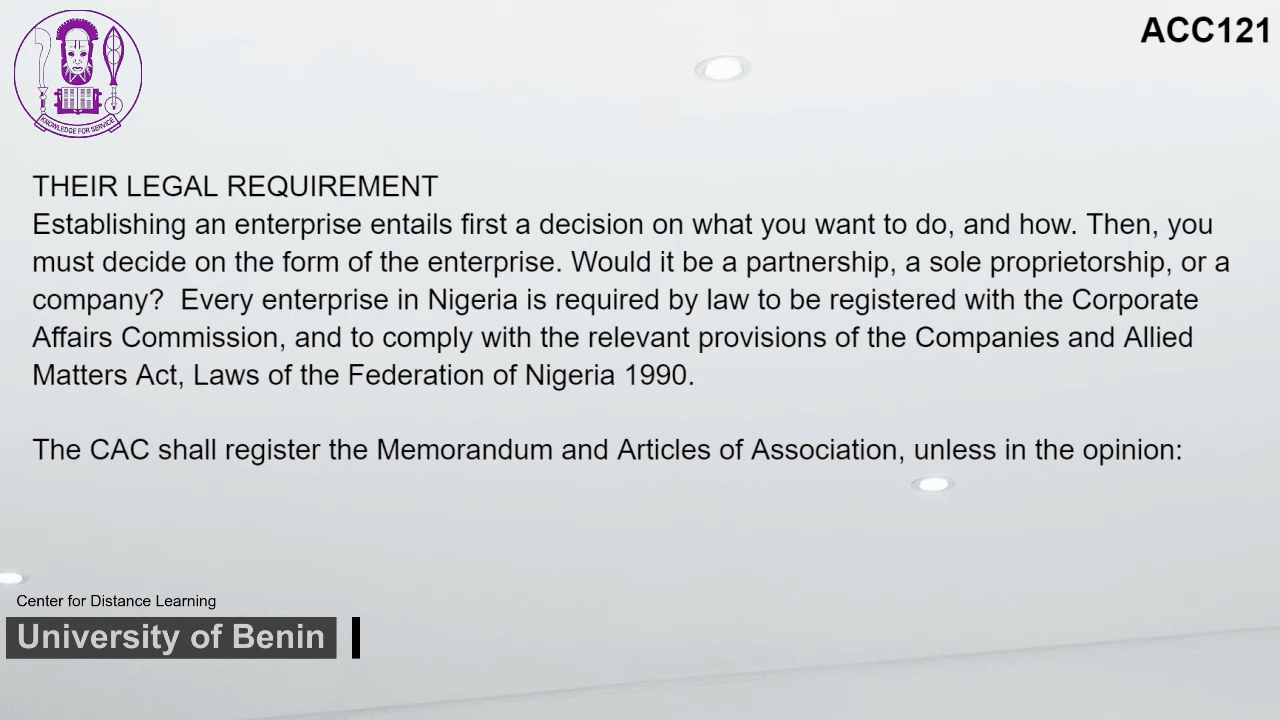 ACC121
KNOWLEDGE FOR SERVICE
THEIR LEGAL REQUIREMENT
Establishing an enterprise entails first a decision on what you want to do, and how. Then, you
must decide on the form of the enterprise. Would it be a partnership, a sole proprietorship, or a
company?  Every enterprise in Nigeria is required by law to be registered with the Corporate
Affairs Commission, and to comply with the relevant provisions of the Companies and Allied
Matters Act, Laws of the Federation of Nigeria 1990.
The CAC shall register the Memorandum and Articles of Association, unless in the opinion:
Center for Distance Learning
University of Benin